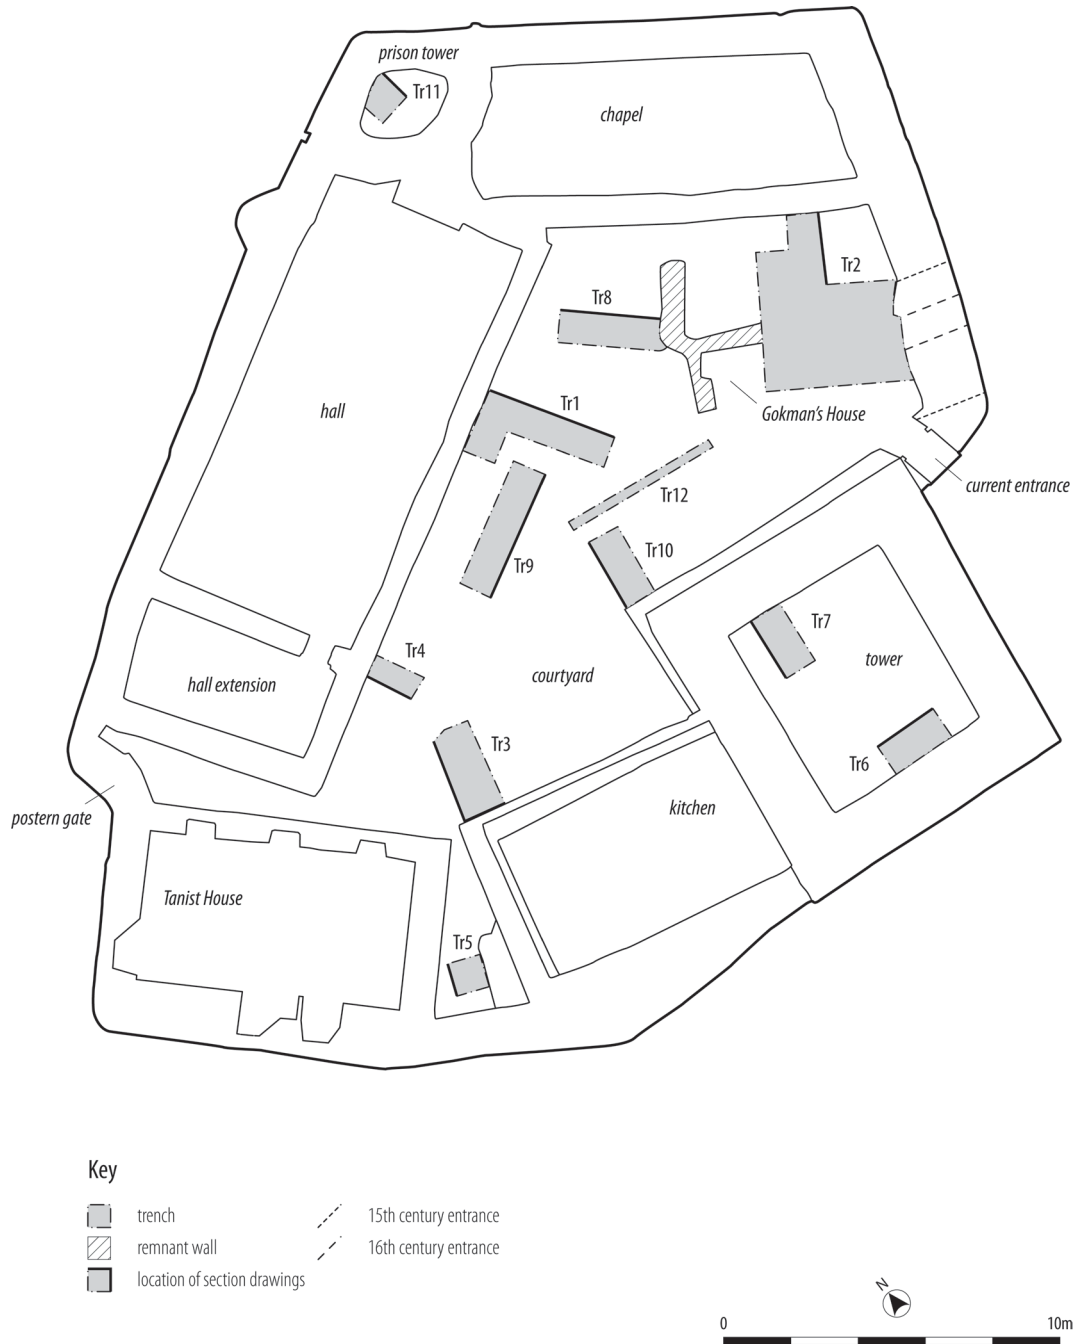 prison tower
Tr11
chapel
Tr2
Tr8
hall
Tr1
Gokman's House
current entrance
Tr12
Tr10
Tr9
Tr7
Tr4
tower
courtyard
hall extension
Tr3
Tr6
kitchen
postern gate
Tanist House
Tr5
Key
trench
15th century entrance
remnant wall
16th century entrance
location of section drawings
N
0
10m